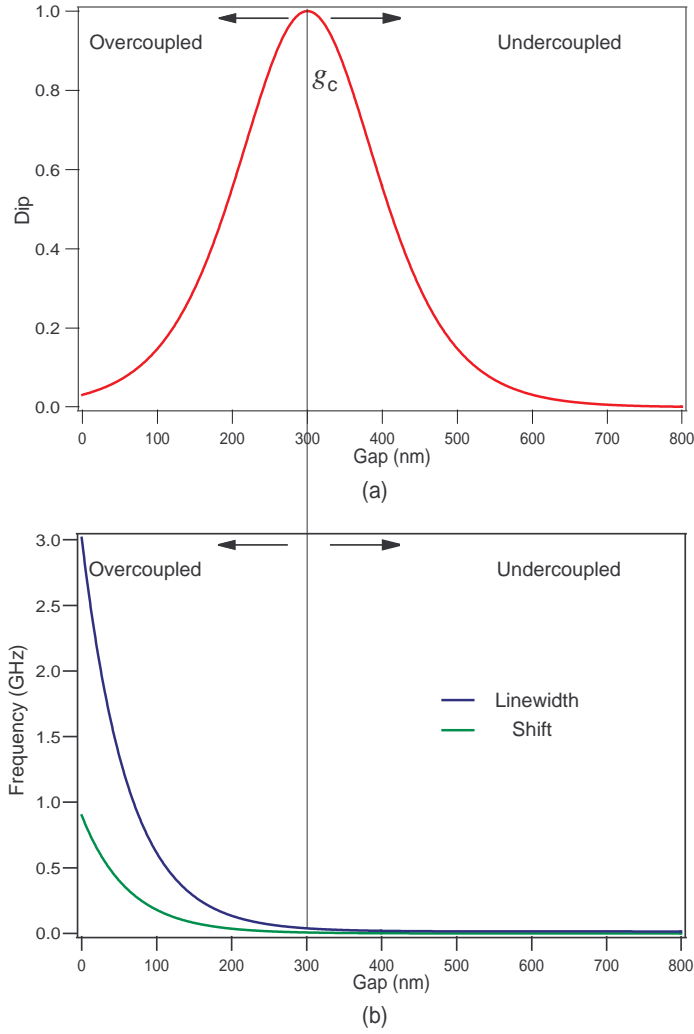 1.0
Overcoupled
Undercoupled
g_c
0.8
0.6
0.4
0.2
0.0
Dip
0 100 200 300 400 500 600 700 800
Gap (nm)
(a)
3.0
Overcoupled
Undercoupled
2.5
2.0
Linewidth
Shift
1.5
1.0
0.5
0.0
Frequency (GHz)
0 100 200 300 400 500 600 700 800
Gap (nm)
(b)